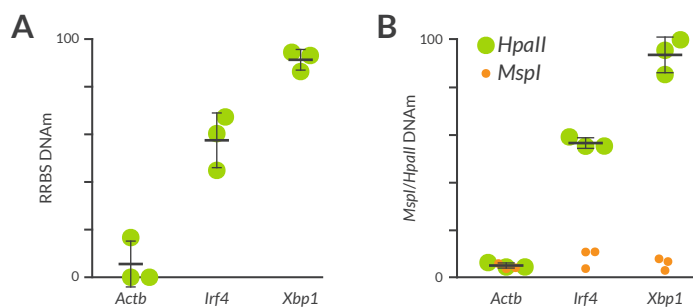 A
100
RRBS DNAm
0
Actb
Irf4
Xbp1
B
100
HpaII
MspI
MspI/HpaII DNAm
0
Actb
Irf4
Xbp1